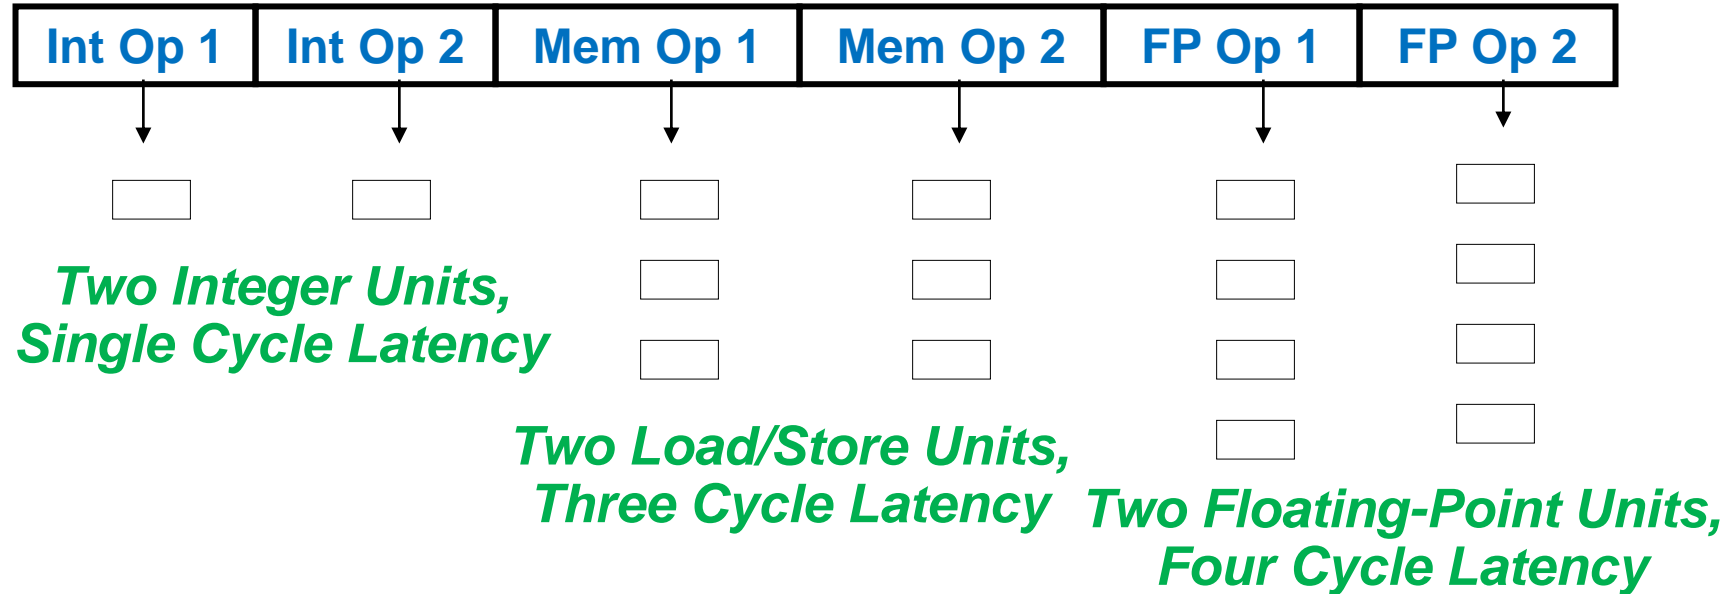 Int Op 1 Int Op 2 Mem Op 1 Mem Op 2 FP Op 1 FP Op 2
Two Integer Units,
Single Cycle Latency
Two Load/Store Units,
Three Cycle Latency
Two Floating-Point Units,
Four Cycle Latency